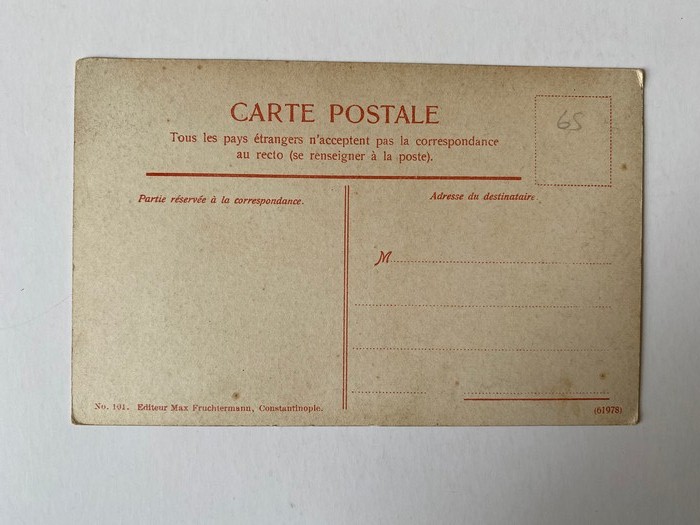 CARTE POSTALE
Tous les pays étrangers n'acceptent pas la correspondance
au recto (se renseigner à la poste).
65
Partie réservée à la correspondance.
Adresse du destinataire.
M
No. 191. Editeur Max Fruchtermann, Constantinople.
(61978)